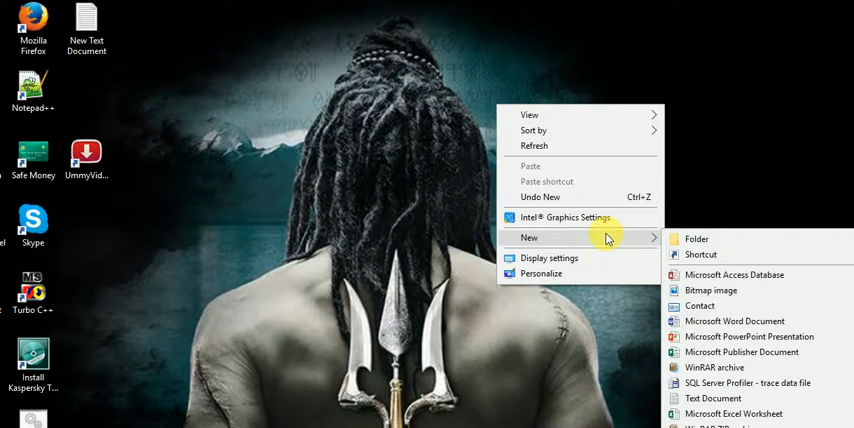 Mozilla
Firefox
New Text
Document
Notepad++
Safe Money
UmmyVid...
Skype
MS
Turbo C++
Install
Kaspersky T...
View
Sort by
Refresh
Paste
Paste shortcut
Undo New Ctrl+Z
Intel® Graphics Settings
New
Display settings
Personalize
Folder
Shortcut
Microsoft Access Database
Bitmap image
Contact
Microsoft Word Document
Microsoft PowerPoint Presentation
Microsoft Publisher Document
WinRAR archive
SQL Server Profiler - trace data file
Text Document
Microsoft Excel Worksheet